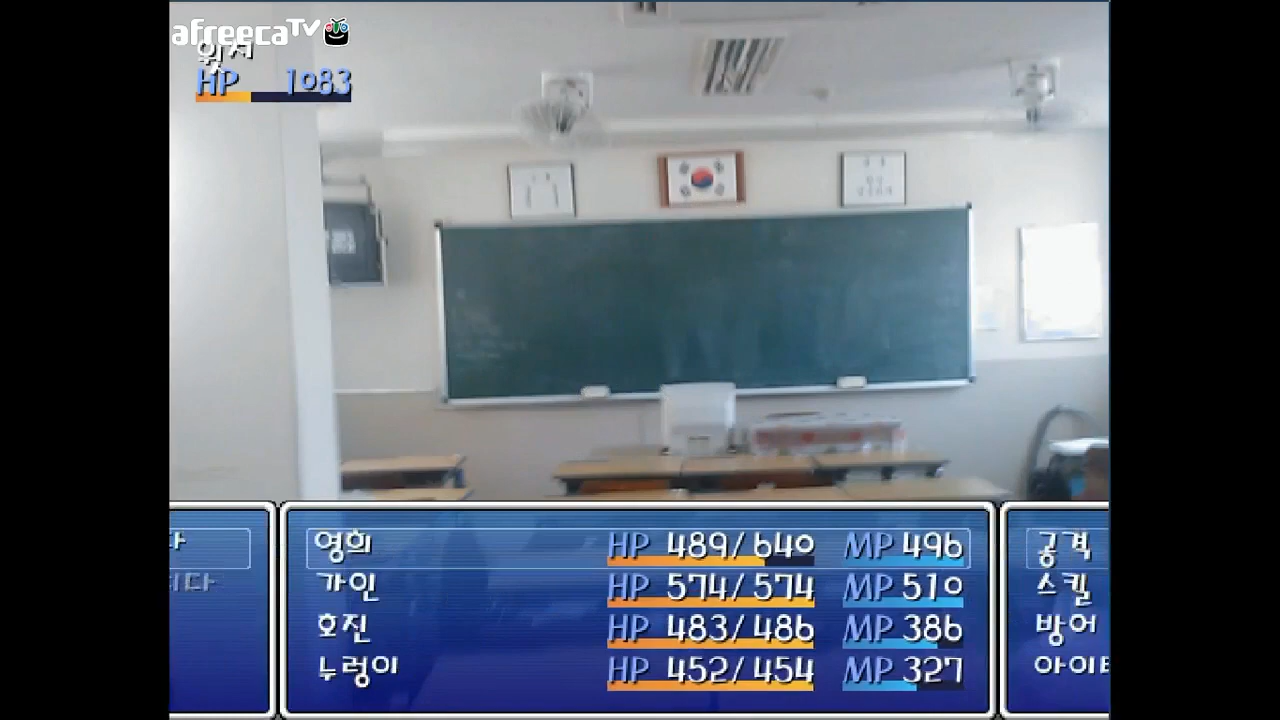 afreecaTV
원서
HP 1083
영희 HP 489/640 MP 496
가인 HP 574/574 MP 510
호진 HP 483/486 MP 386
누렁이 HP 452/454 MP 327
공격
스킬
방어